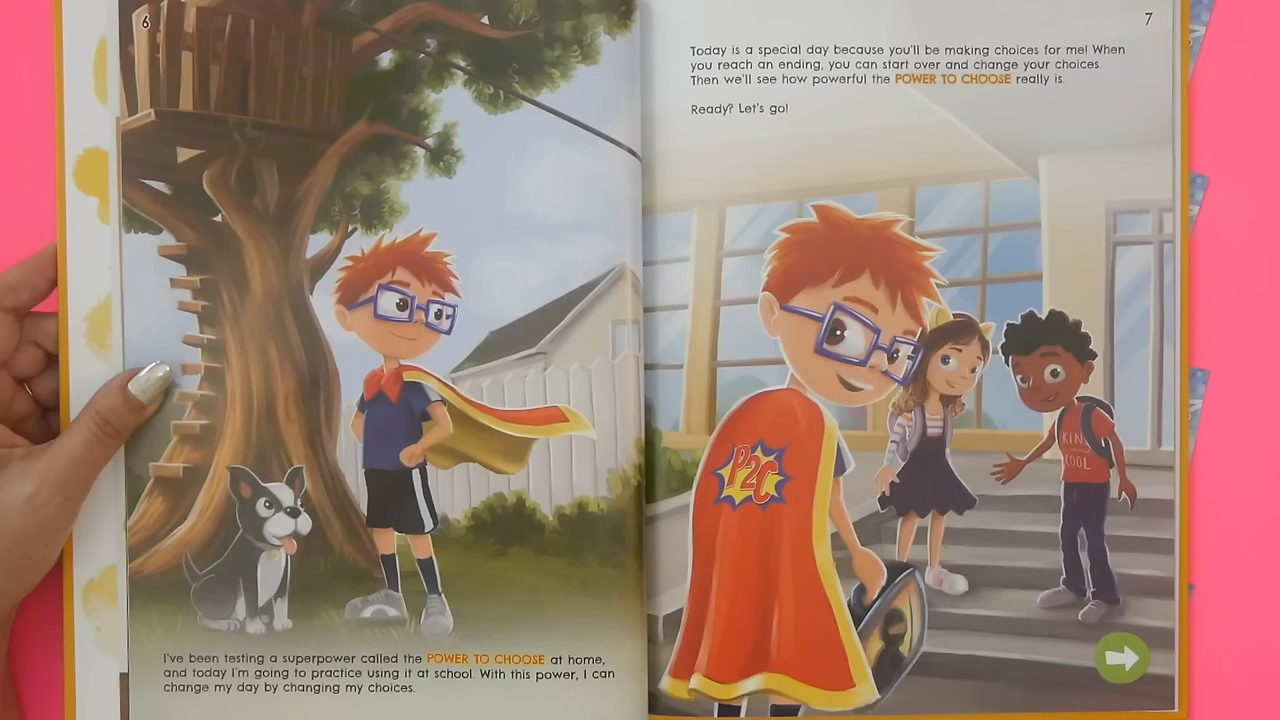 6
I've been testing a superpower called the POWER TO CHOOSE at home,
and today I'm going to practice using it at school. With this power, I can
change my day by changing my choices.
7
Today is a special day because you'll be making choices for me! When
you reach an ending, you can start over and change your choices.
Then we'll see how powerful the POWER TO CHOOSE really is.
Ready? Let's go!
P2C
COOL